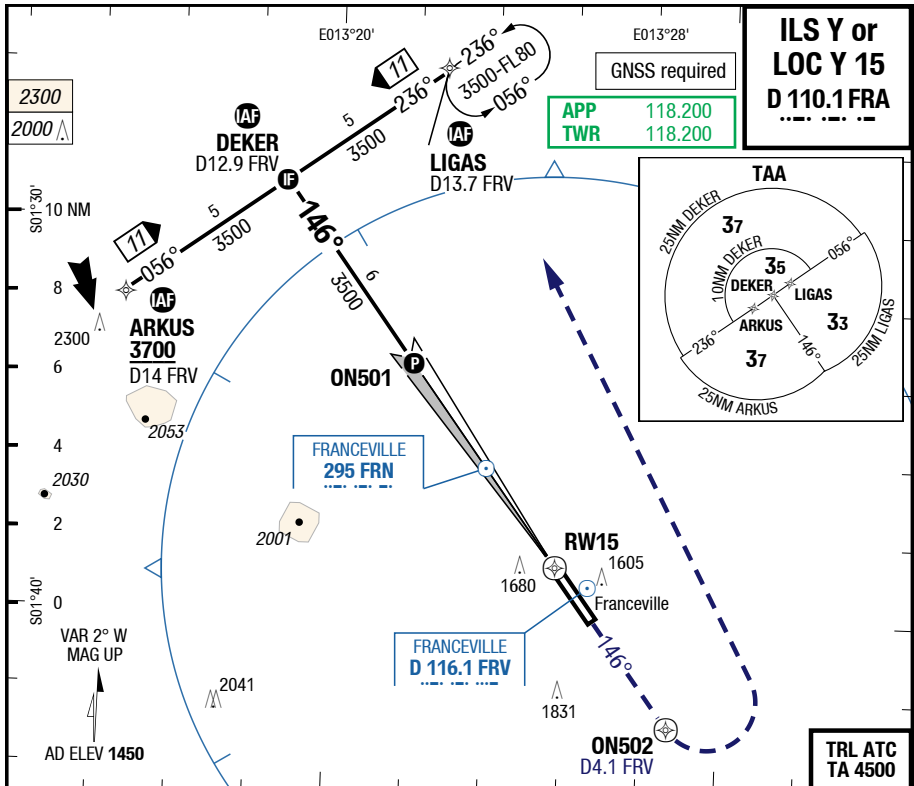 ILS Y or
LOC Y 15
D 110.1 FRA
E013°20'
E013°28'
GNSS required
APP 118.200
TWR 118.200
2300
2000
11
236°
236°
3500-FL80
056°
IAF
DEKER
D12.9 FRV
5
3500
IAF
LIGAS
D13.7 FRV
IF
TAA
25NM DEKER
37
10NM DEKER
35
056°
DEKER
LIGAS
ARKUS
33
236°
146°
37
25NM LIGAS
25NM ARKUS
S01°30'
10 NM
5
3500
11
056°
146°
6
3500
8
IAF
ARKUS
3700
D14 FRV
2300
6
ON501
P
2053
4
FRANCEVILLE
295 FRN
2030
2
2001
RW15
1680
1605
S01°40'
0
Franceville
VAR 2° W
MAG UP
FRANCEVILLE
D 116.1 FRV
146°
2041
1831
AD ELEV 1450
ON502
D4.1 FRV
TRL ATC
TA 4500